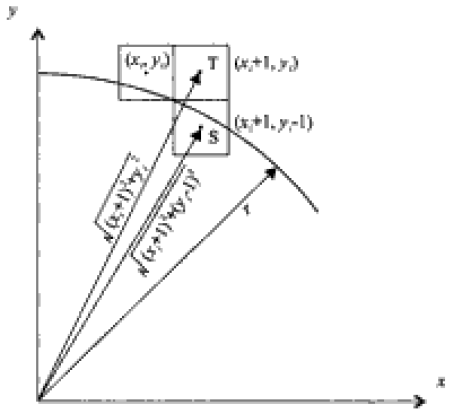 y
(xᵢ, yᵢ)
T
(xᵢ+1, yᵢ)
(xᵢ+1, yᵢ-1)
S
√(xᵢ+1)²+yᵢ²
√(xᵢ+1)²+(yᵢ-1)²
r
x